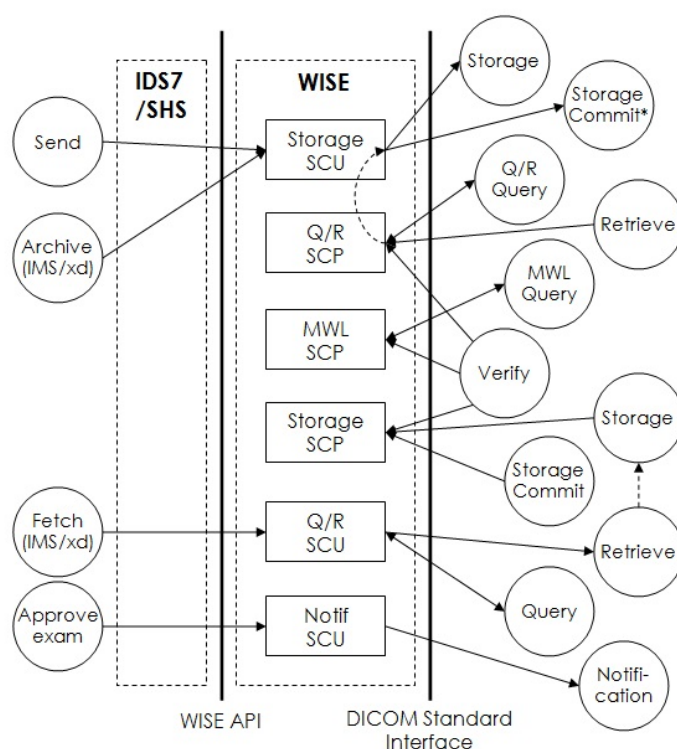 IDS7
/SHS
WISE
Storage
Storage
Commit*
Send
Storage
SCU
Q/R
Query
Archive
(IMS/xd)
Q/R
SCP
Retrieve
MWL
Query
MWL
SCP
Verify
Storage
SCP
Storage
Storage
Commit
Fetch
(IMS/xd)
Q/R
SCU
Retrieve
Query
Approve
exam
Notif
SCU
Notifi-
cation
WISE API
DICOM Standard
Interface